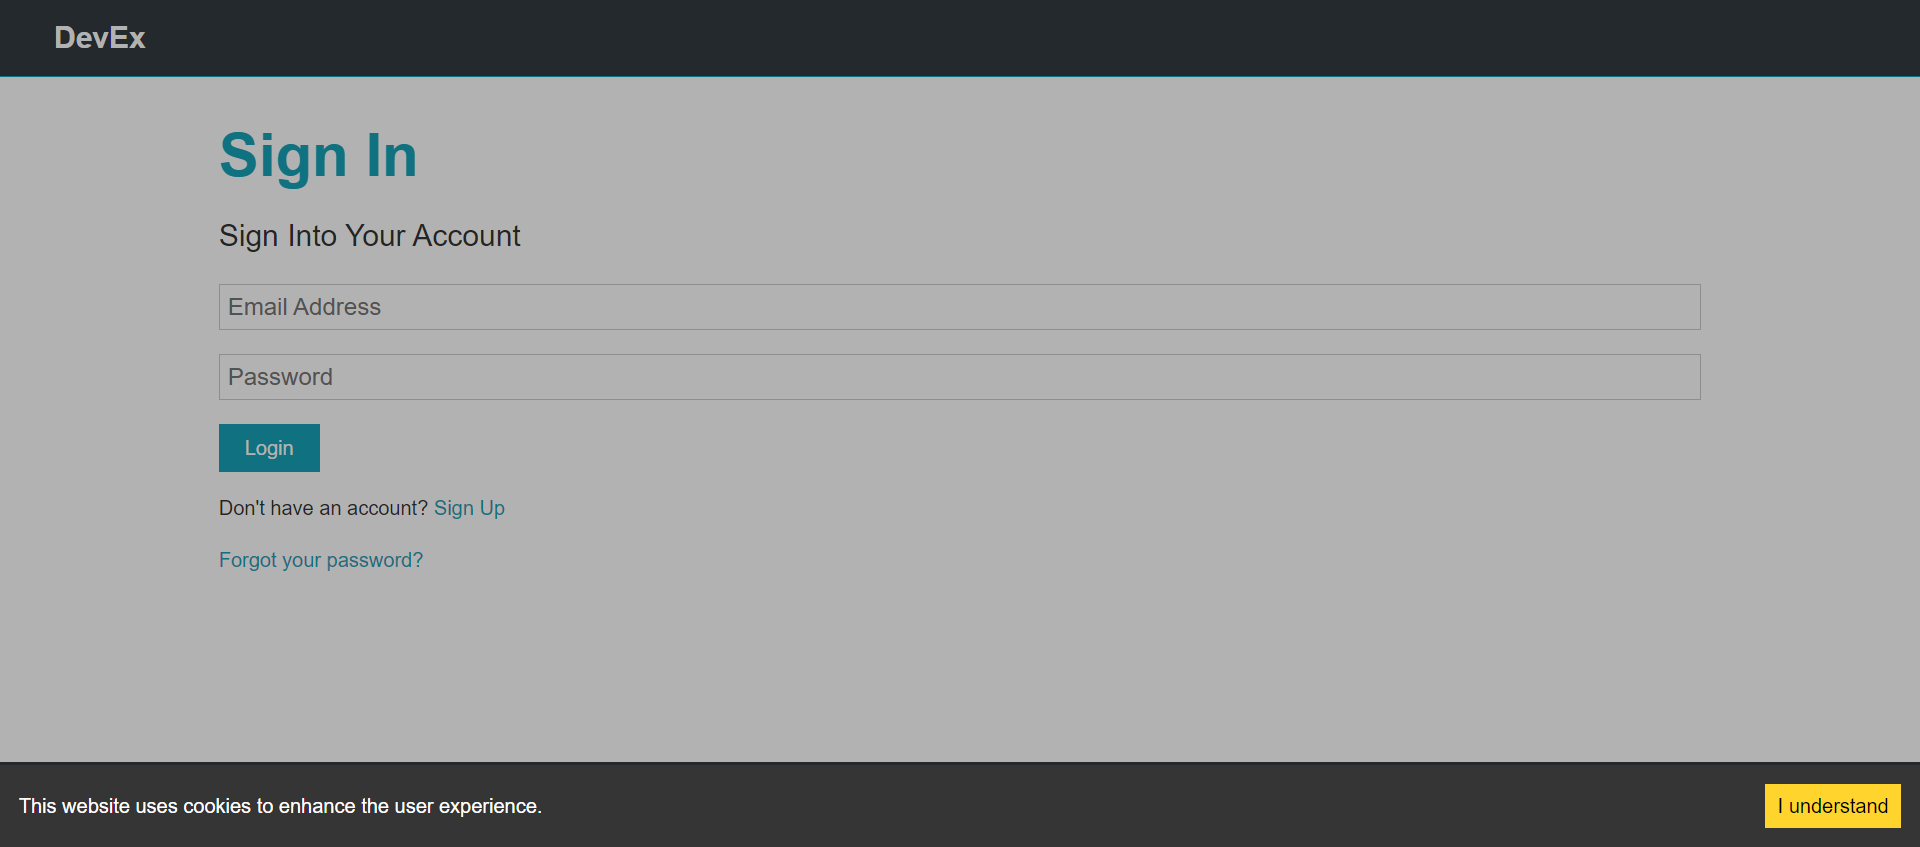 DevEx
Sign In
Sign Into Your Account
Email Address
Password
Login
Don't have an account? Sign Up
Forgot your password?
This website uses cookies to enhance the user experience.
I understand